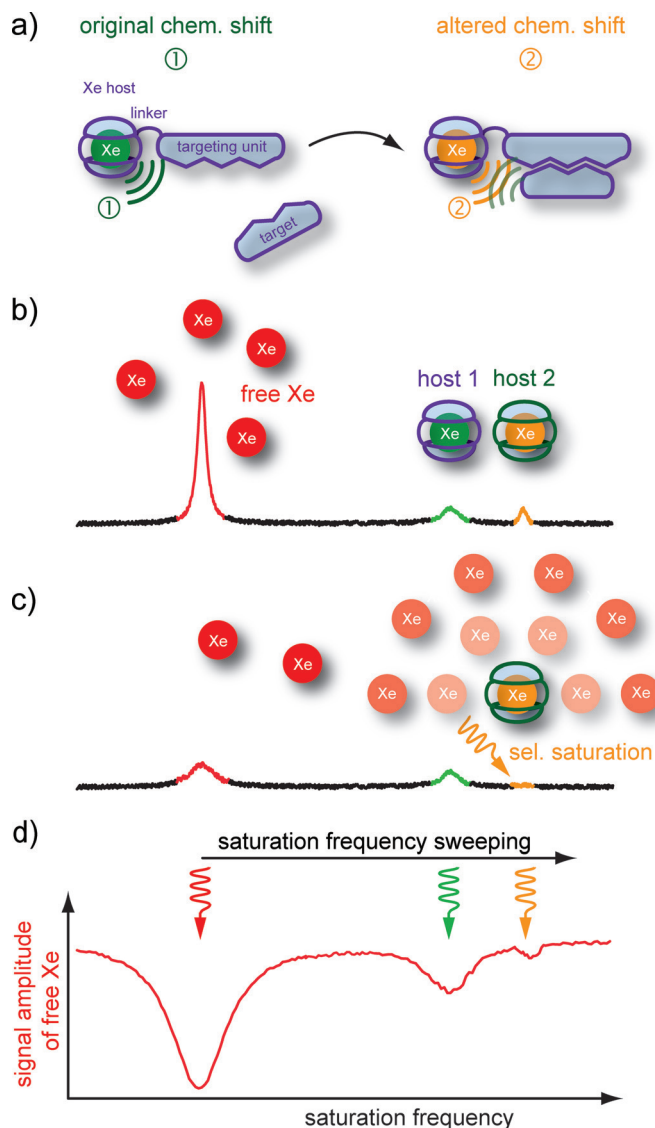 a)
original chem. shift
①
altered chem. shift
②
Xe host
linker
Xe
targeting unit
①
target
Xe
②
b)
Xe
Xe
Xe
free Xe
Xe
host 1
host 2
Xe
Xe
c)
Xe
Xe
Xe
Xe
Xe
Xe
Xe
Xe
Xe
Xe
Xe
Xe
Xe
sel. saturation
d)
saturation frequency sweeping
signal amplitude
of free Xe
saturation frequency